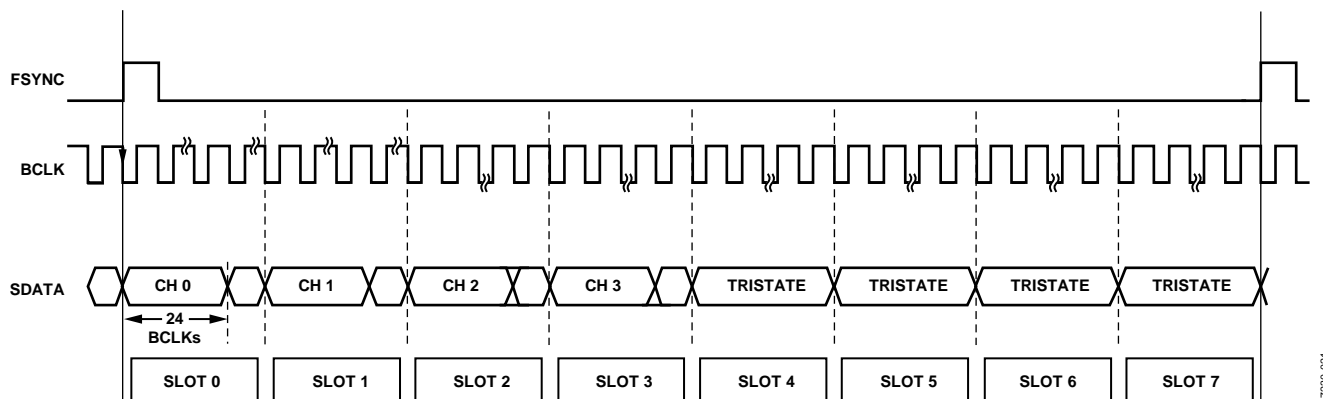 FSYNC
BCLK
SDATA
CH 0
CH 1
CH 2
CH 3
TRISTATE
TRISTATE
TRISTATE
TRISTATE
24
BCLKs
SLOT 0
SLOT 1
SLOT 2
SLOT 3
SLOT 4
SLOT 5
SLOT 6
SLOT 7